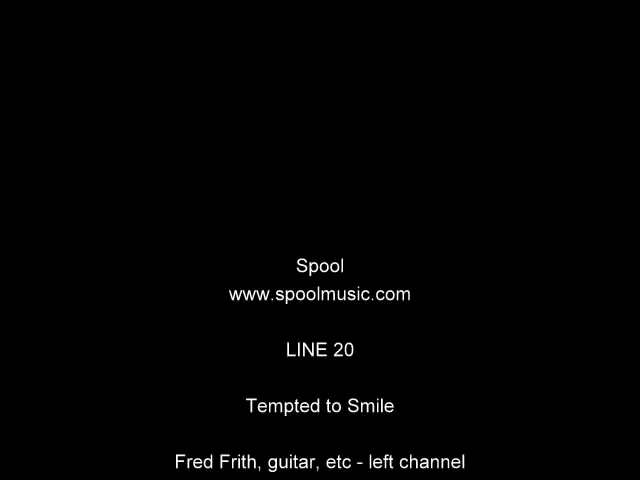 Spool
www.spoolmusic.com
LINE 20
Tempted to Smile
Fred Frith, guitar, etc - left channel